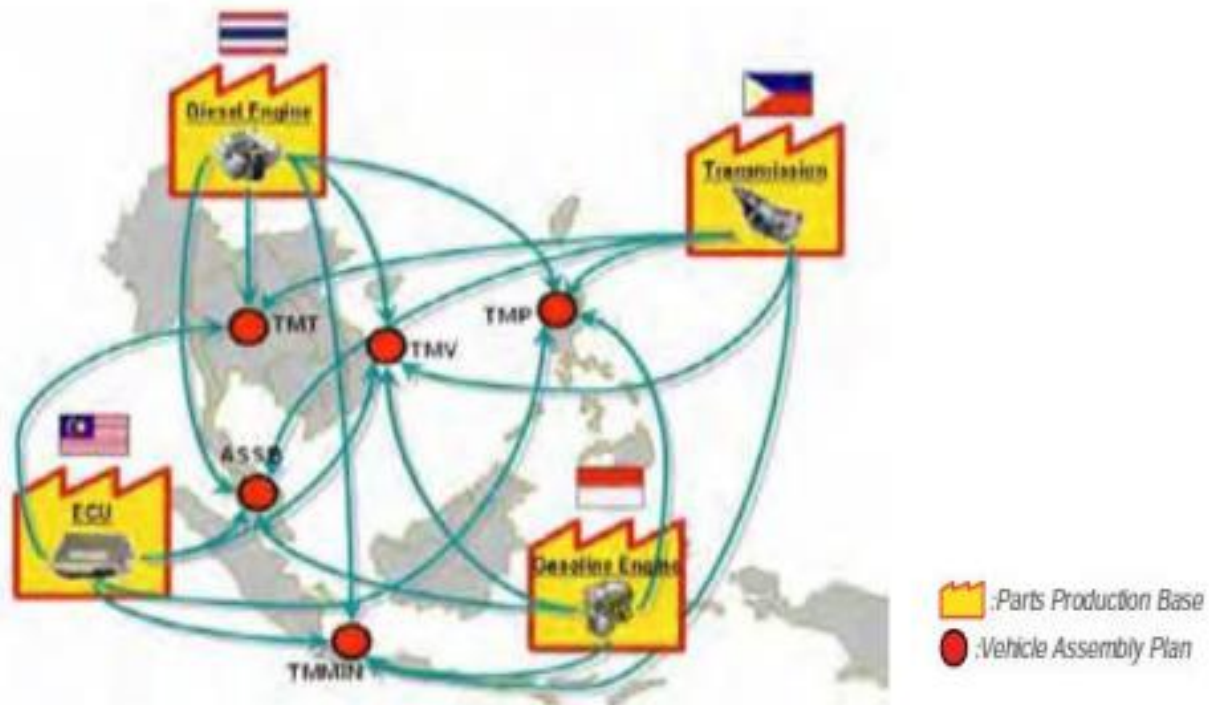 Diesel Engine
Transmission
TMP
TMT
TMV
ASSB
ECU
Gasoline Engine
TMMIN
:Parts Production Base
:Vehicle Assembly Plan